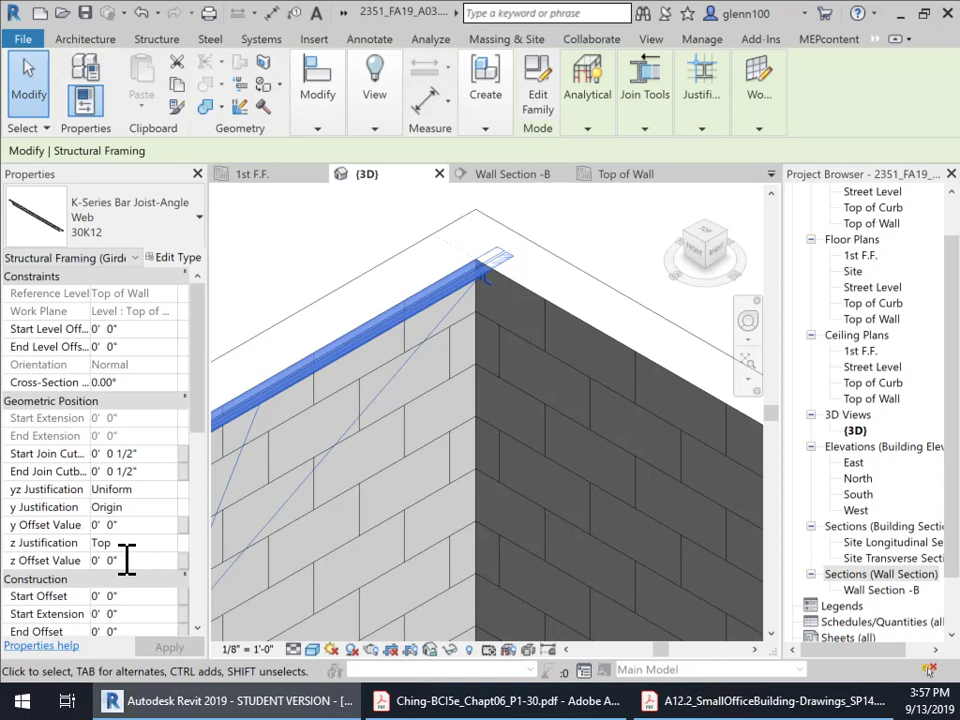 2351_FA19_A03....
Type a keyword or phrase
glenn100
File Architecture Structure Steel Systems Insert Annotate Analyze Massing & Site Collaborate View Manage Add-Ins MEPcontent
Modify
Paste
Modify
View
Create
Edit
Family
Analytical
Join Tools
Justifi...
Wo...
Select Properties Clipboard Geometry Measure Mode
Modify | Structural Framing
Properties
1st F.F.
(3D)
Wall Section -B
Top of Wall
Project Browser - 2351_FA19_...
K-Series Bar Joist-Angle
Web
30K12
Structural Framing (Girde
Edit Type
Constraints
Reference Level Top of Wall
Work Plane Level : Top of ...
Start Level Off... 0' 0"
End Level Offs... 0' 0"
Orientation Normal
Cross-Section ... 0.00°
Geometric Position
Start Extension 0' 0"
End Extension 0' 0"
Start Join Cut... 0' 0 1/2"
End Join Cutb... 0' 0 1/2"
yz Justification Uniform
y Justification Origin
y Offset Value 0' 0"
z Justification Top
z Offset Value 0' 0"
Construction
Start Offset 0' 0"
Start Extension 0' 0"
End Offset 0' 0"
Properties help
Apply
TOP
FRONT
RIGHT
Street Level
Top of Curb
Top of Wall
Floor Plans
1st F.F.
Site
Street Level
Top of Curb
Top of Wall
Ceiling Plans
1st F.F.
Street Level
Top of Curb
Top of Wall
3D Views
(3D)
Elevations (Building Elev
East
North
South
West
Sections (Building Secti
Site Longitudinal Se
Site Transverse Sect
Sections (Wall Section)
Wall Section -B
Legends
Schedules/Quantities (al
Sheets (all)
1/8" = 1'-0"
Click to select, TAB for alternates, CTRL adds, SHIFT unselects.
:0
Main Model
Autodesk Revit 2019 - STUDENT VERSION - [...
Ching-BCI5e_Chapt06_P1-30.pdf - Adobe A...
A12.2_SmallOfficeBuilding-Drawings_SP14....
3:57 PM
9/13/2019